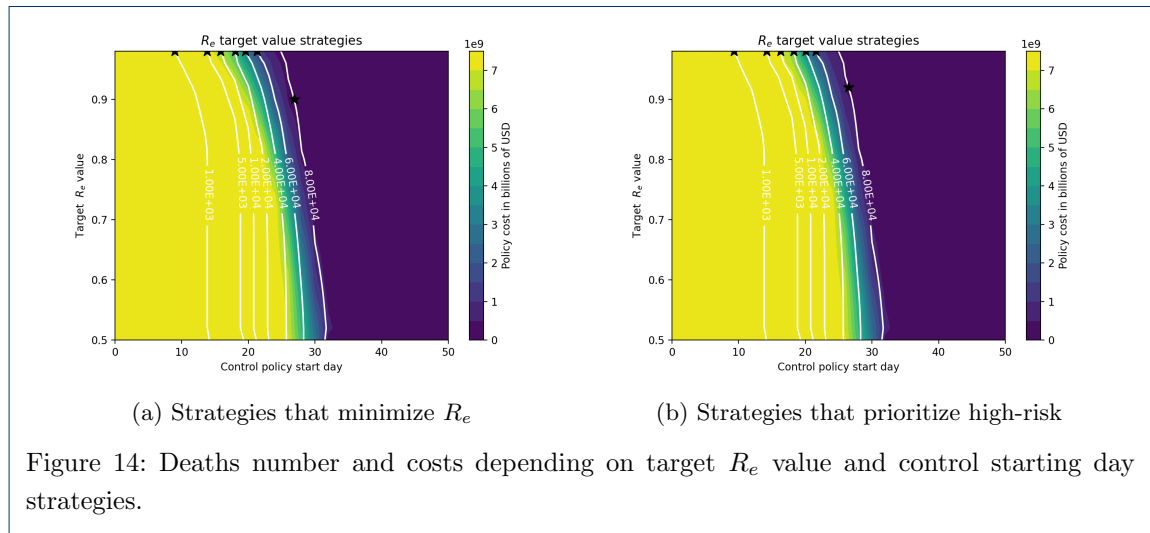 R_e target value strategies
1e9
Target R_e value
0.9
0.8
0.7
0.6
0.5
0 10 20 30 40 50
Control policy start day
1.00E+03
5.00E+03
1.00E+04
2.00E+04
4.00E+04
6.00E+04
8.00E+04
7
6
5
4
3
2
1
0
Policy cost in billions of USD
(a) Strategies that minimize R_e
R_e target value strategies
1e9
Target R_e value
0.9
0.8
0.7
0.6
0.5
0 10 20 30 40 50
Control policy start day
1.00E+03
5.00E+03
1.00E+04
2.00E+04
4.00E+04
6.00E+04
8.00E+04
7
6
5
4
3
2
1
0
Policy cost in billions of USD
(b) Strategies that prioritize high-risk
Figure 14: Deaths number and costs depending on target R_e value and control starting day
strategies.